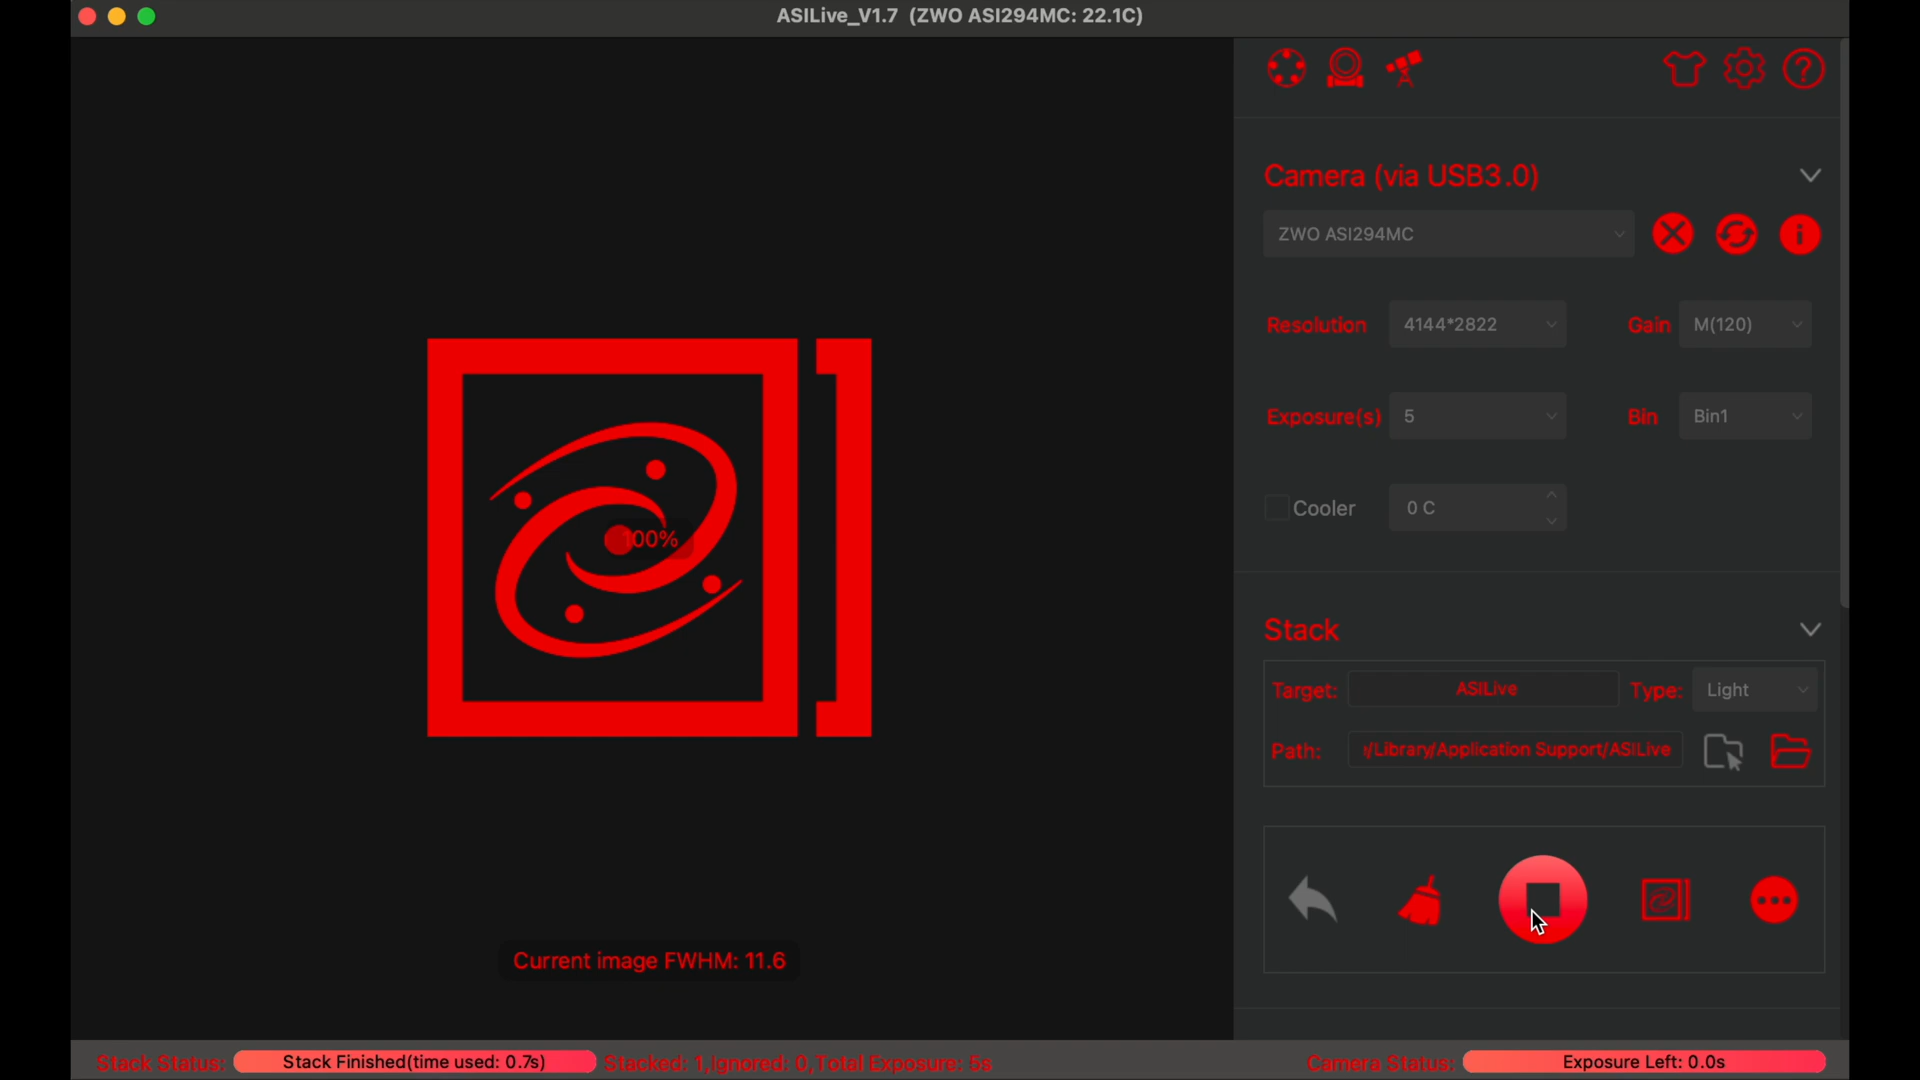 ASILive_V1.7 (ZWO ASI294MC: 22.1C)
Camera (via USB3.0)
ZWO ASI294MC
Resolution 4144*2822 Gain M(120)
Exposure(s) 5 Bin Bin1
Cooler 0 C
100%
Stack
Target: ASILive Type: Light
Path: /Library/Application Support/ASILive
Current image FWHM: 11.6
Stack Status: Stack Finished(time used: 0.7s) Stacked: 1,Ignored: 0,Total Exposure: 5s Camera Status: Exposure Left: 0.0s